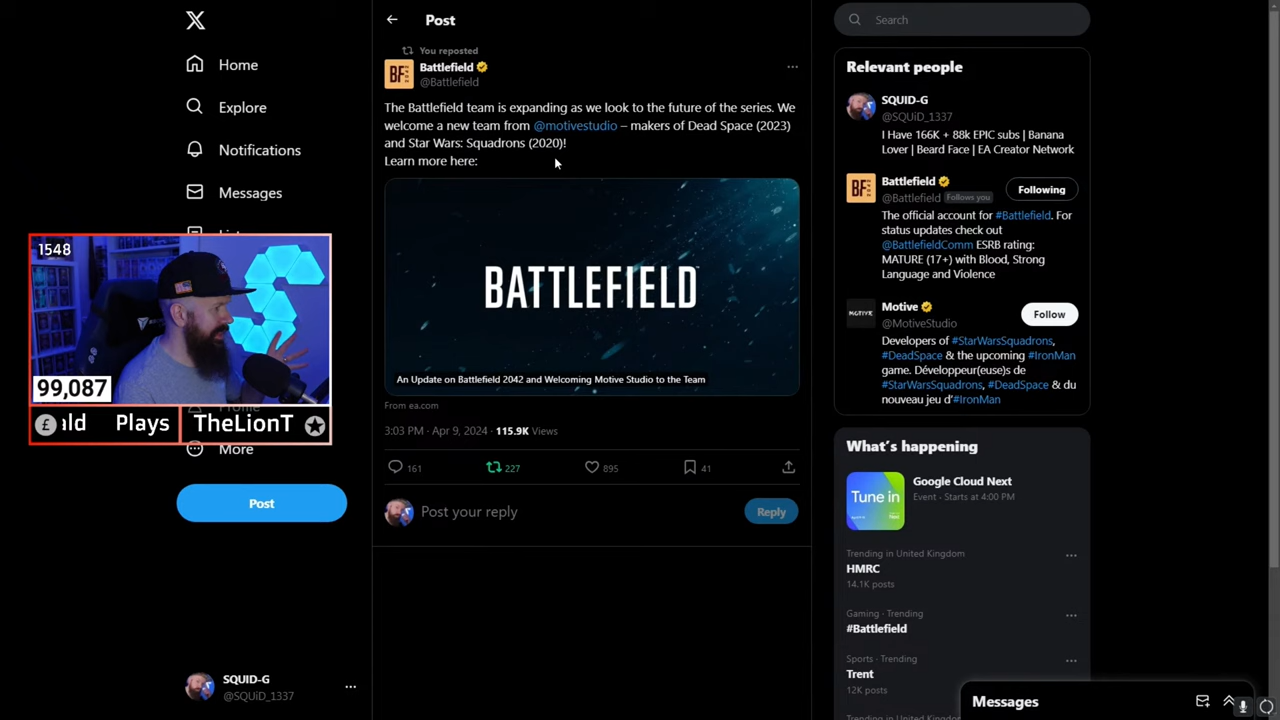 Home
Explore
Notifications
Messages
1548
99,087
£ ald Plays TheLionT
More
Post
SQUID-G
@SQUiD_1337
Post
You reposted
Battlefield
@Battlefield
The Battlefield team is expanding as we look to the future of the series. We
welcome a new team from @motivestudio – makers of Dead Space (2023)
and Star Wars: Squadrons (2020)!
Learn more here:
BATTLEFIELD
An Update on Battlefield 2042 and Welcoming Motive Studio to the Team
From ea.com
3:03 PM · Apr 9, 2024 · 115.9K Views
161 227 895 41
Post your reply
Reply
Search
Relevant people
SQUID-G
@SQUiD_1337
I Have 166K + 88k EPIC subs | Banana
Lover | Beard Face | EA Creator Network
Battlefield
@Battlefield Follows you
Following
The official account for #Battlefield. For
status updates check out
@BattlefieldComm ESRB rating:
MATURE (17+) with Blood, Strong
Language and Violence
MOTIVE
Motive
@MotiveStudio
Follow
Developers of #StarWarsSquadrons,
#DeadSpace & the upcoming #IronMan
game. Développeur(euse)s de
#StarWarsSquadrons, #DeadSpace & du
nouveau jeu d'#IronMan
What's happening
Tune in
Google Cloud Next
Event - Starts at 4:00 PM
Trending in United Kingdom
HMRC
14.1K posts
Gaming · Trending
#Battlefield
Sports · Trending
Trent
12K posts
Messages